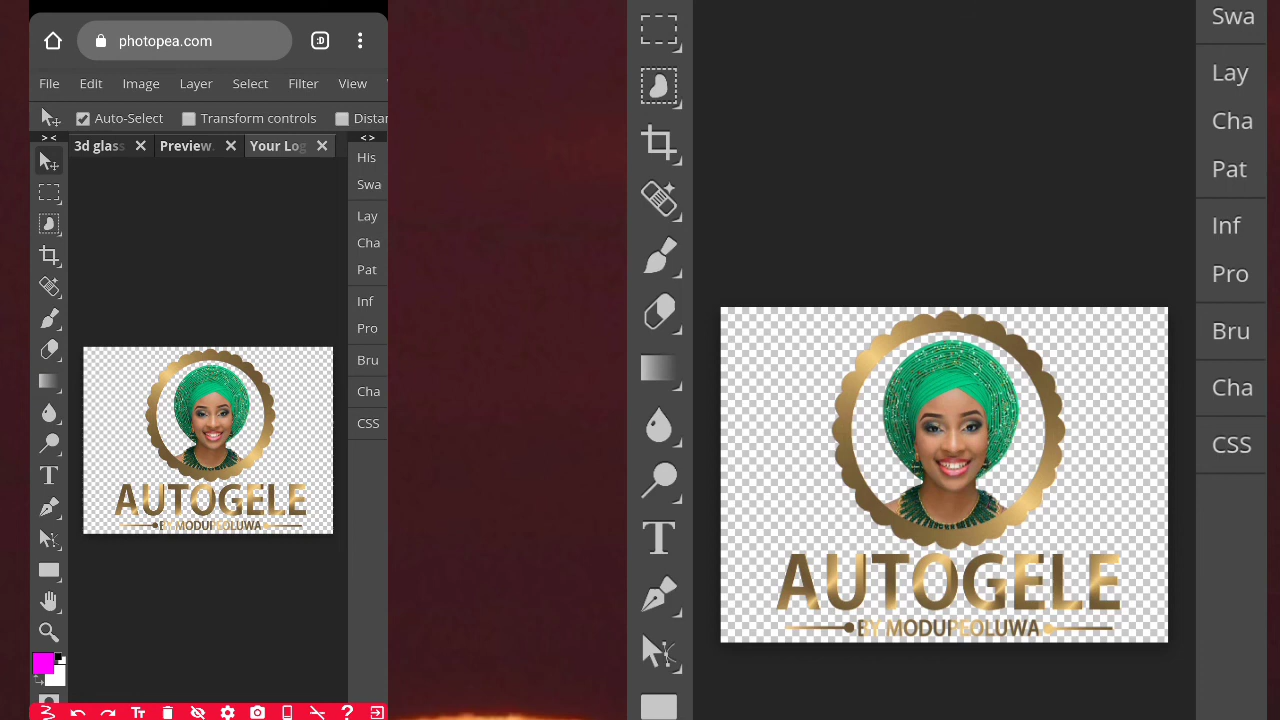 photopea.com
:D
File Edit Image Layer Select Filter View
Auto-Select Transform controls Distan
> < 3d glass Preview. Your Log < >
His
Swa
Lay
Cha
Pat
Inf
Pro
Bru
Cha
CSS
AUTOGELE
BY MODUPEOLUWA
Swa
Lay
Cha
Pat
Inf
Pro
Bru
Cha
CSS
AUTOGELE
BY MODUPEOLUWA